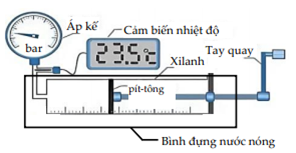 Áp kế
Cảm biến nhiệt độ
bar
23.5°C
Tay quay
Xilanh
pít-tông
Bình đựng nước nóng